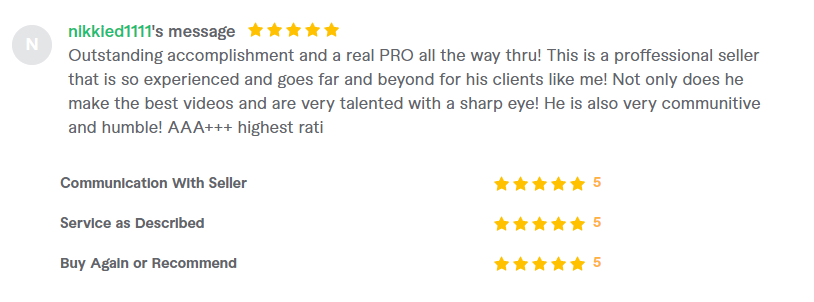 nikkied1111's message
N
Outstanding accomplishment and a real PRO all the way thru! This is a proffessional seller
that is so experienced and goes far and beyond for his clients like me! Not only does he
make the best videos and are very talented with a sharp eye! He is also very communitive
and humble! AAA+++ highest rati
Communication With Seller 5
Service as Described 5
Buy Again or Recommend 5